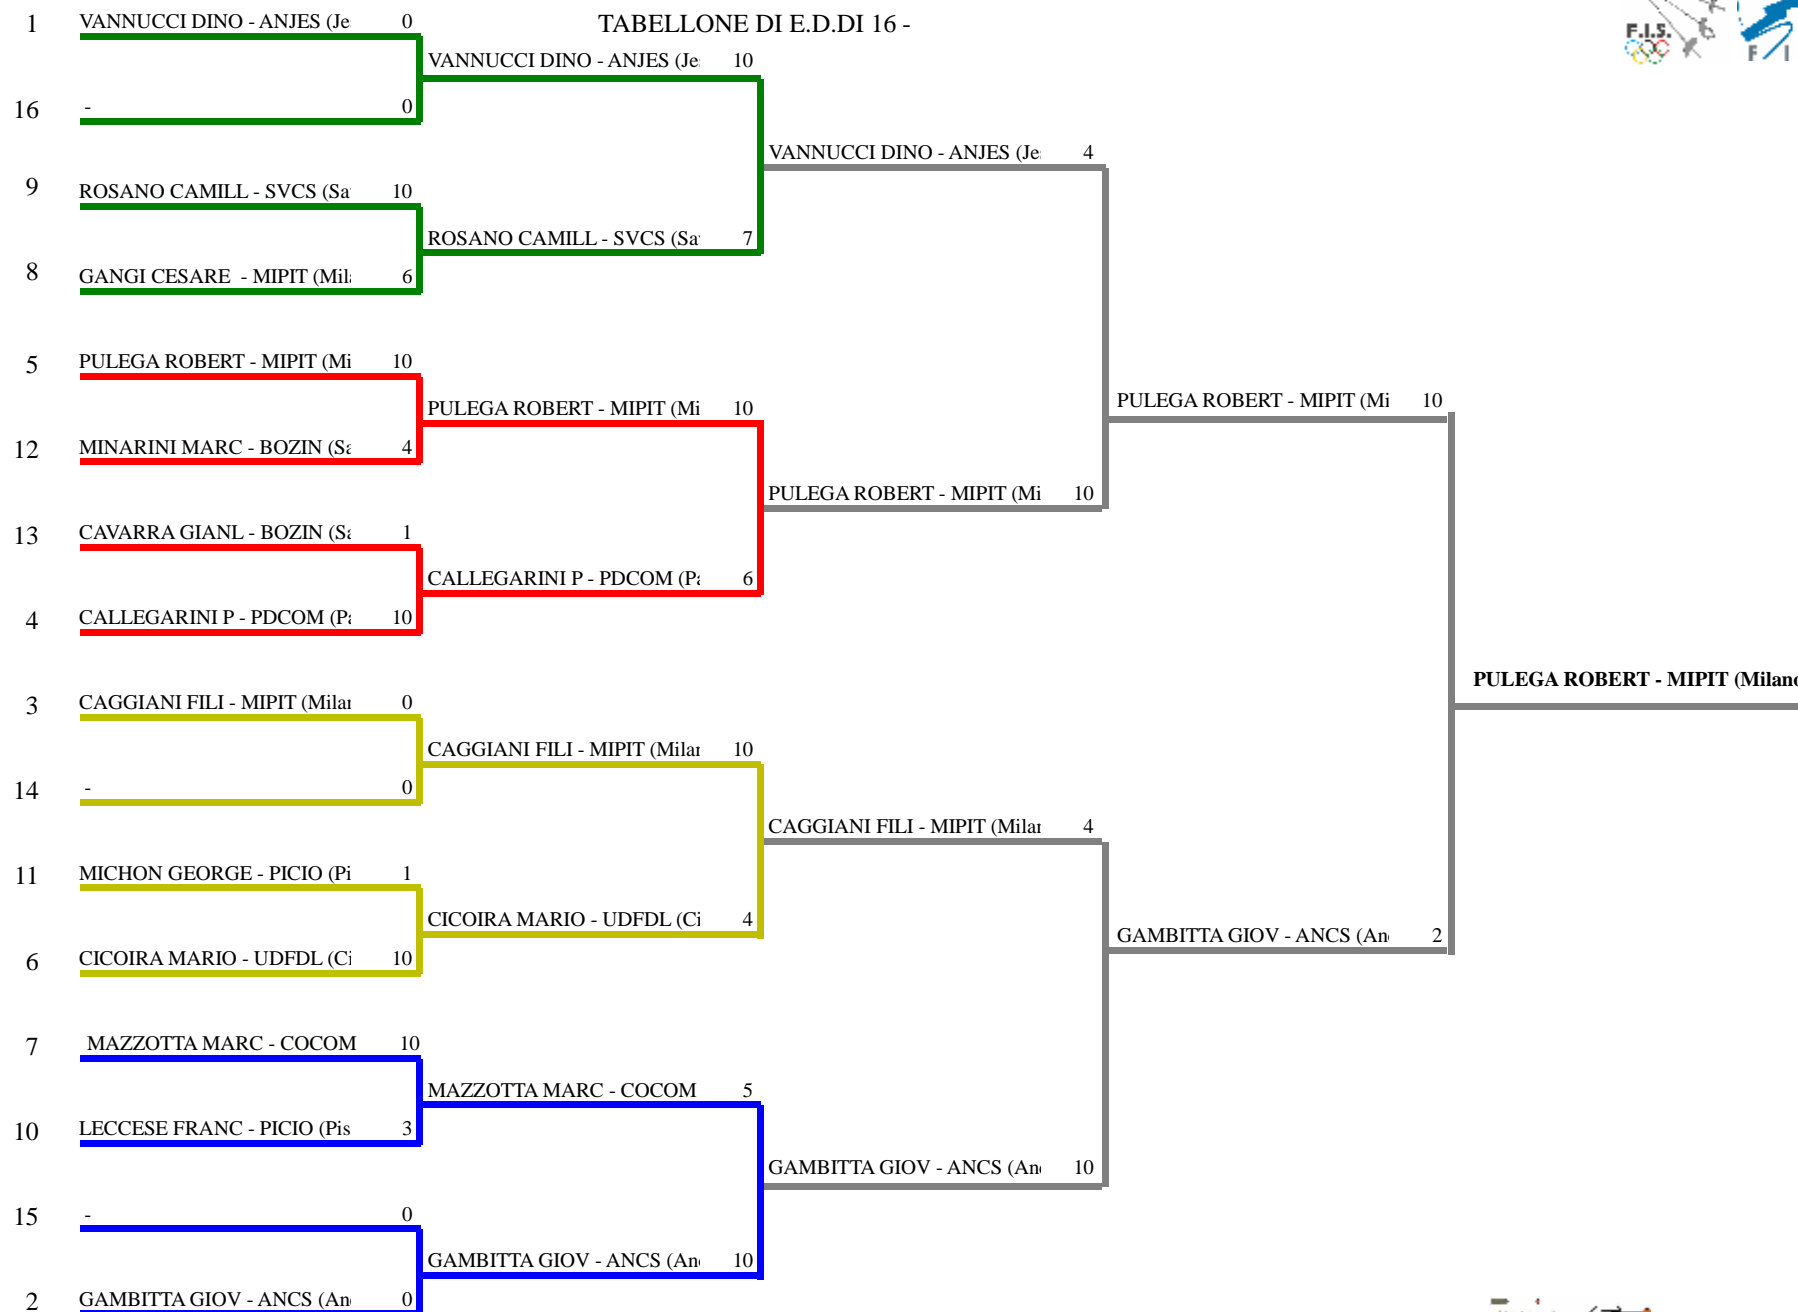 TABELLONE DI E.D.DI 16 -
F.I.S.
F I
1 VANNUCCI DINO - ANJES (Je 0
VANNUCCI DINO - ANJES (Je 10
16 - 0
VANNUCCI DINO - ANJES (Je 4
9 ROSANO CAMILL - SVCS (Sa 10
ROSANO CAMILL - SVCS (Sa 7
8 GANGI CESARE - MIPIT (Mil 6
5 PULEGA ROBERT - MIPIT (Mi 10
PULEGA ROBERT - MIPIT (Mi 10
PULEGA ROBERT - MIPIT (Mi 10
12 MINARINI MARC - BOZIN (Sa 4
PULEGA ROBERT - MIPIT (Mi 10
13 CAVARRA GIANL - BOZIN (Sa 1
CALLEGARINI P - PDCOM (Pa 6
4 CALLEGARINI P - PDCOM (Pa 10
PULEGA ROBERT - MIPIT (Milano
3 CAGGIANI FILI - MIPIT (Milan 0
CAGGIANI FILI - MIPIT (Milan 10
14 - 0
CAGGIANI FILI - MIPIT (Milan 4
11 MICHON GEORGE - PICIO (Pi 1
CICOIRA MARIO - UDFDL (Ci 4
GAMBITTA GIOV - ANCS (An 2
6 CICOIRA MARIO - UDFDL (Ci 10
7 MAZZOTTA MARC - COCOM 10
MAZZOTTA MARC - COCOM 5
10 LECCESE FRANC - PICIO (Pis 3
GAMBITTA GIOV - ANCS (An 10
15 - 0
GAMBITTA GIOV - ANCS (An 10
2 GAMBITTA GIOV - ANCS (An 0